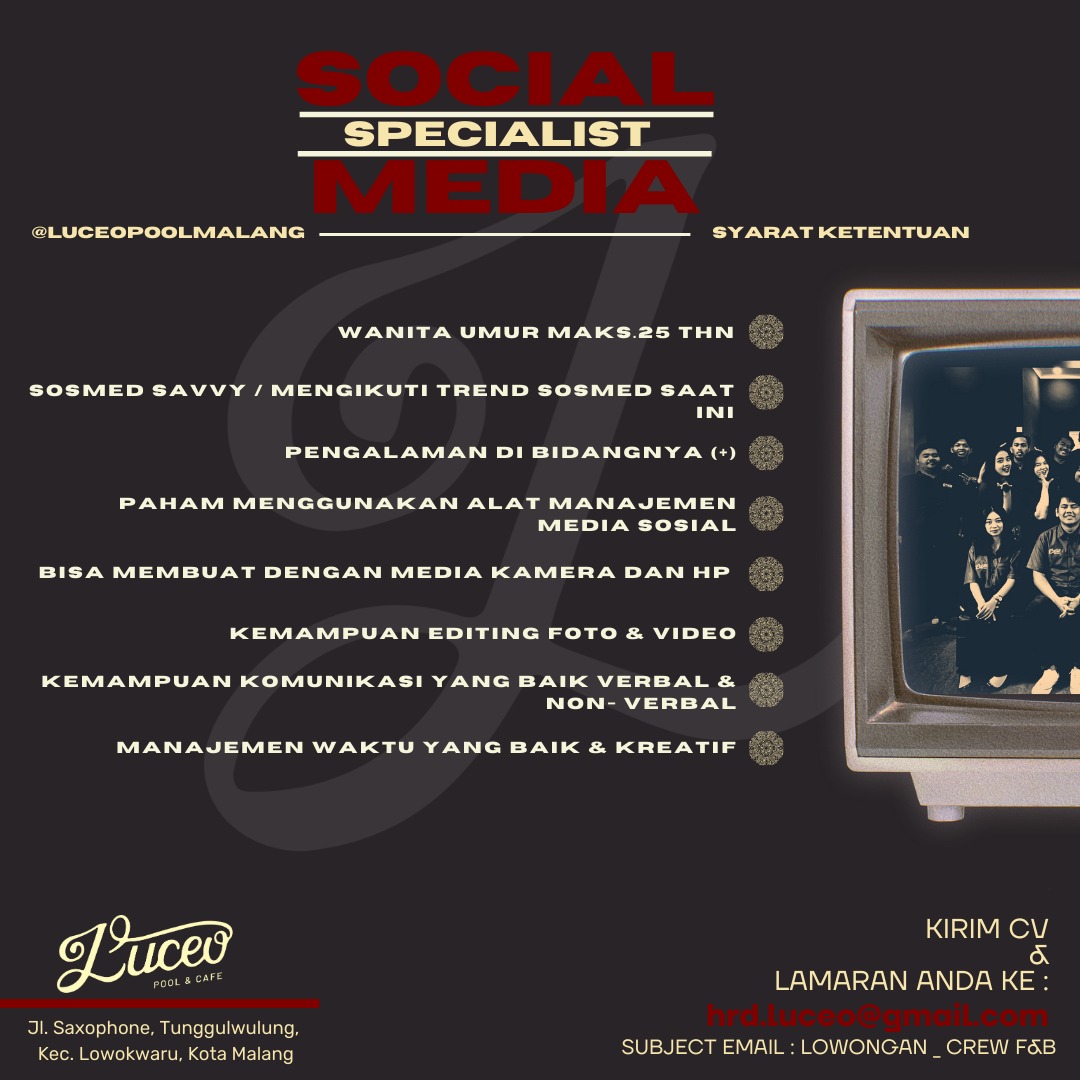 SOCIAL
SPECIALIST
MEDIA
@LUCEOPOOLMALANG
SYARAT KETENTUAN
WANITA UMUR MAKS.25 THN
SOSMED SAVVY / MENGIKUTI TREND SOSMED SAAT
INI
PENGALAMAN DI BIDANGNYA (+)
PAHAM MENGGUNAKAN ALAT MANAJEMEN
MEDIA SOSIAL
BISA MEMBUAT DENGAN MEDIA KAMERA DAN HP
KEMAMPUAN EDITING FOTO & VIDEO
KEMAMPUAN KOMUNIKASI YANG BAIK VERBAL &
NON- VERBAL
MANAJEMEN WAKTU YANG BAIK & KREATIF
Luceo
POOL & CAFE
Jl. Saxophone, Tunggulwulung,
Kec. Lowokwaru, Kota Malang
KIRIM CV
&
LAMARAN ANDA KE :
hrd.luceo@gmail.com
SUBJECT EMAIL : LOWONGAN _ CREW F&B